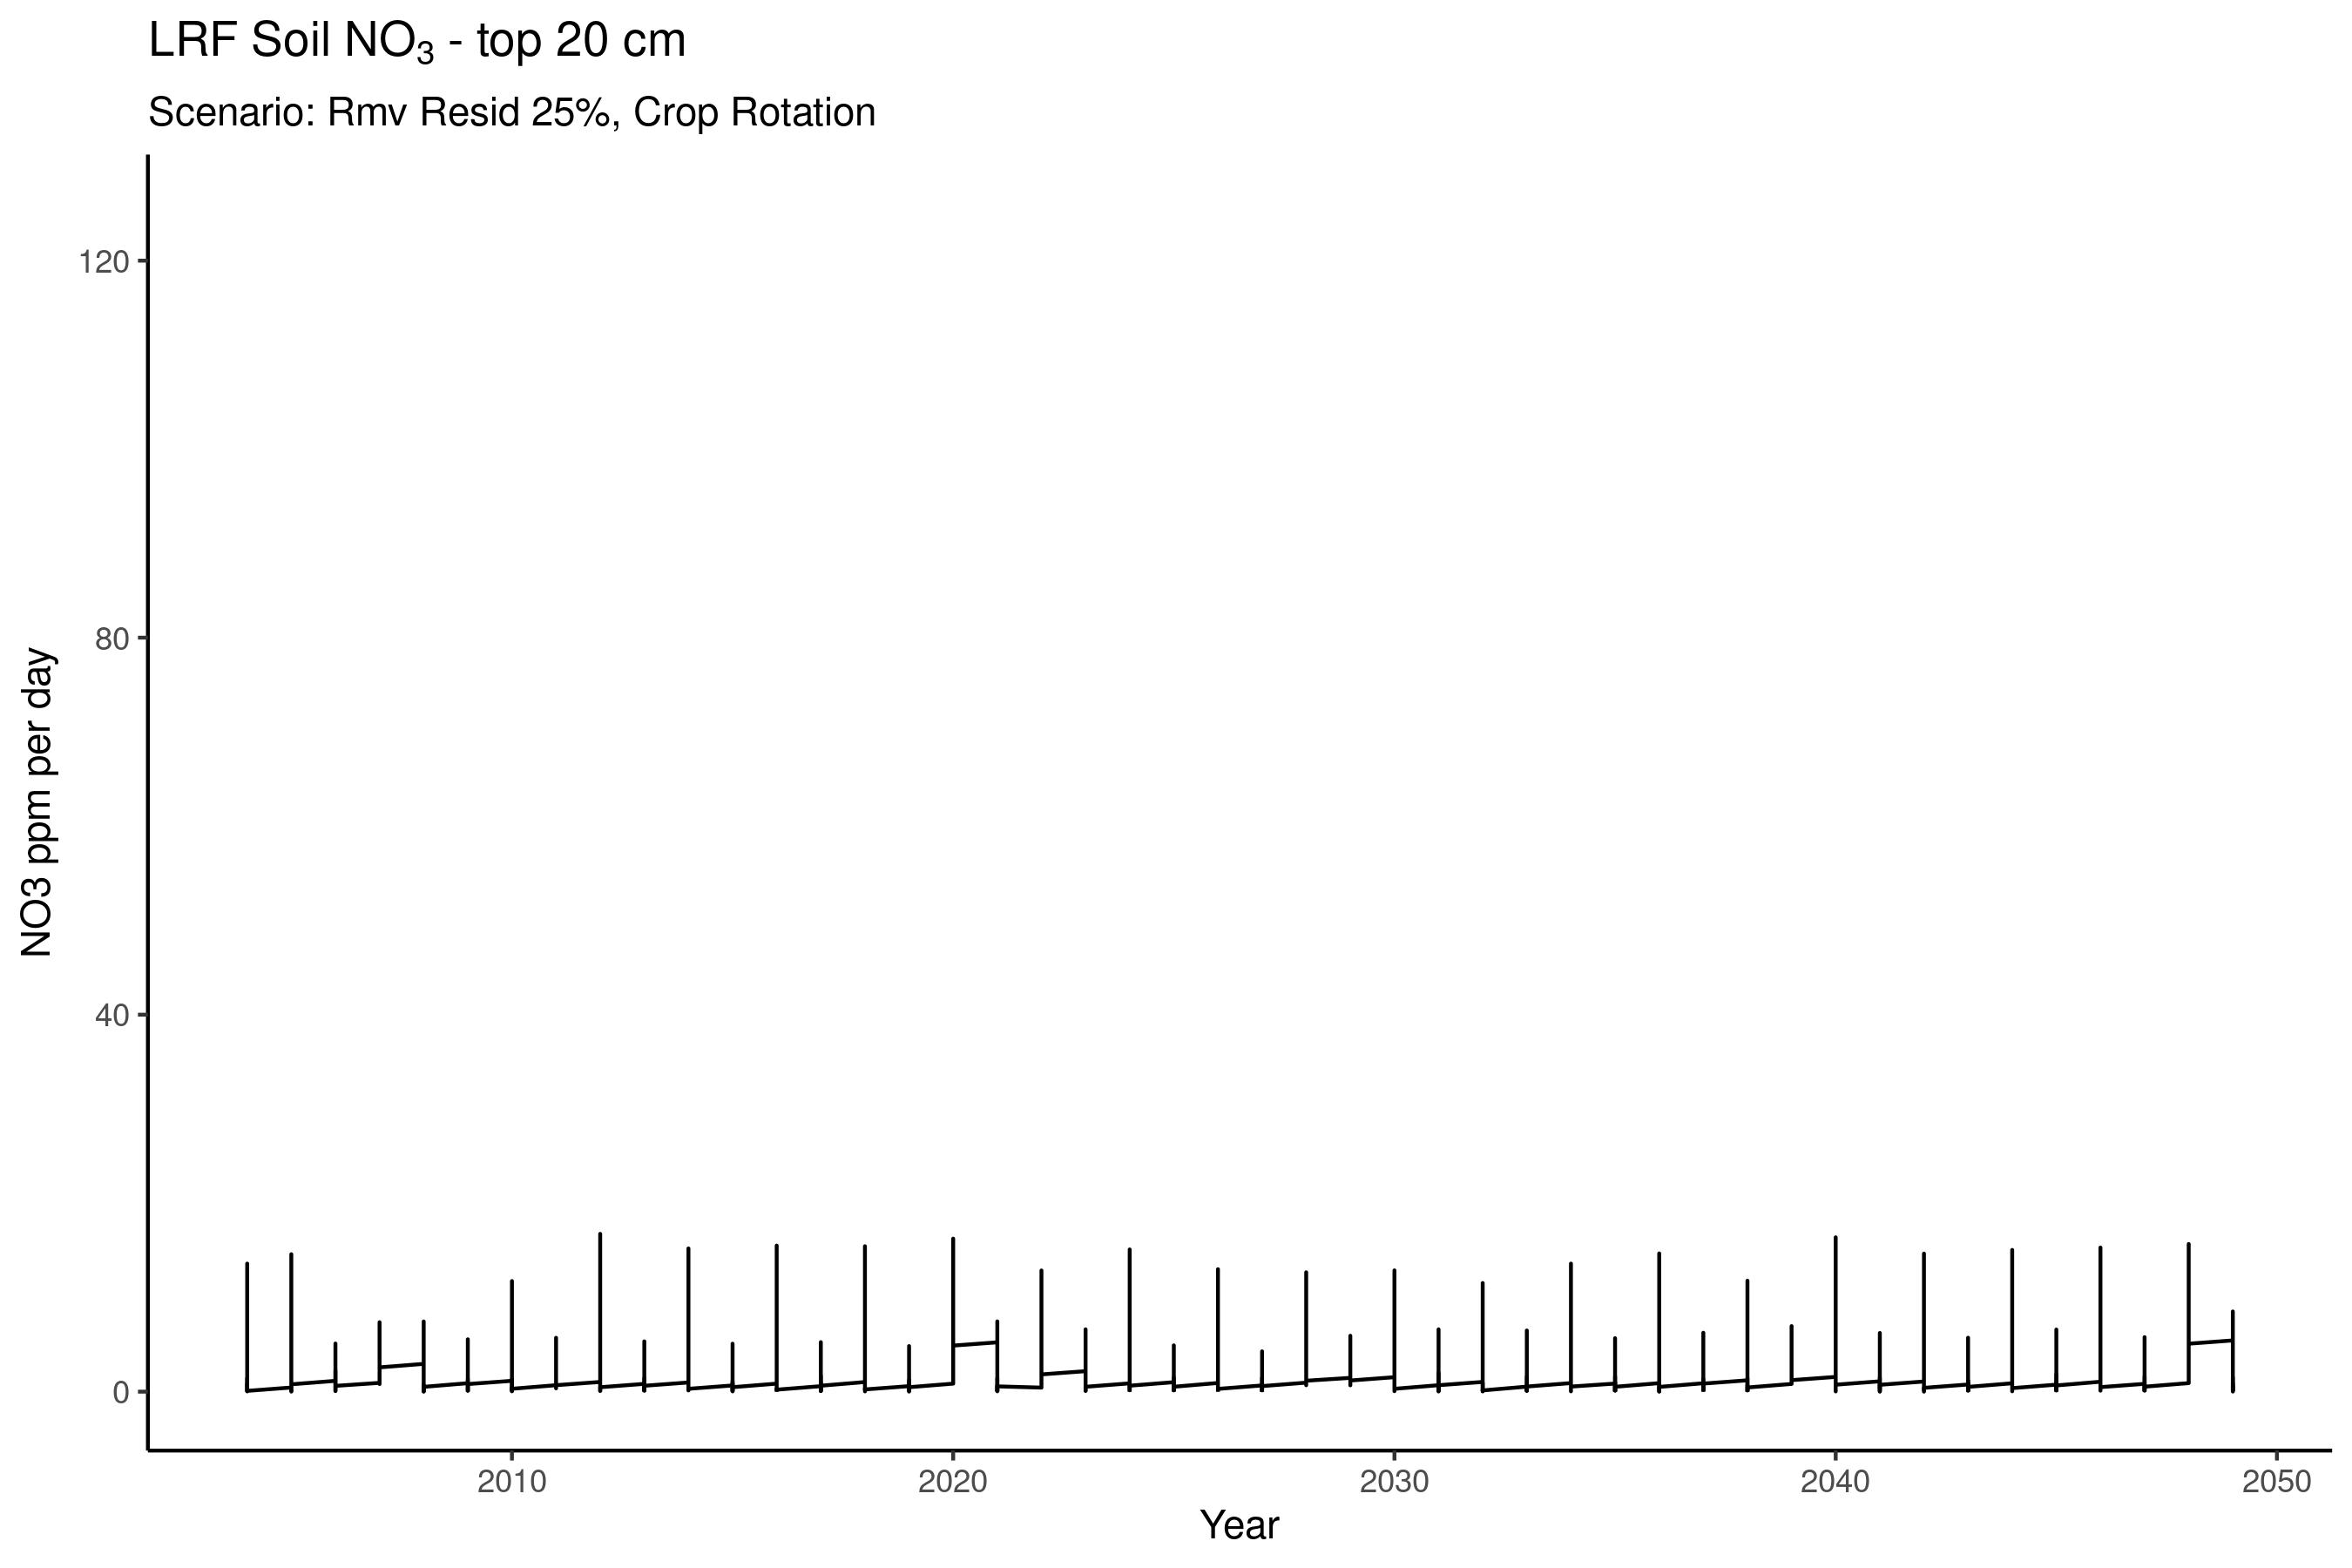 LRF Soil NO₃ - top 20 cm
Scenario: Rmv Resid 25%, Crop Rotation
120
80
40
0
NO3 ppm per day
2010 2020 2030 2040 2050
Year